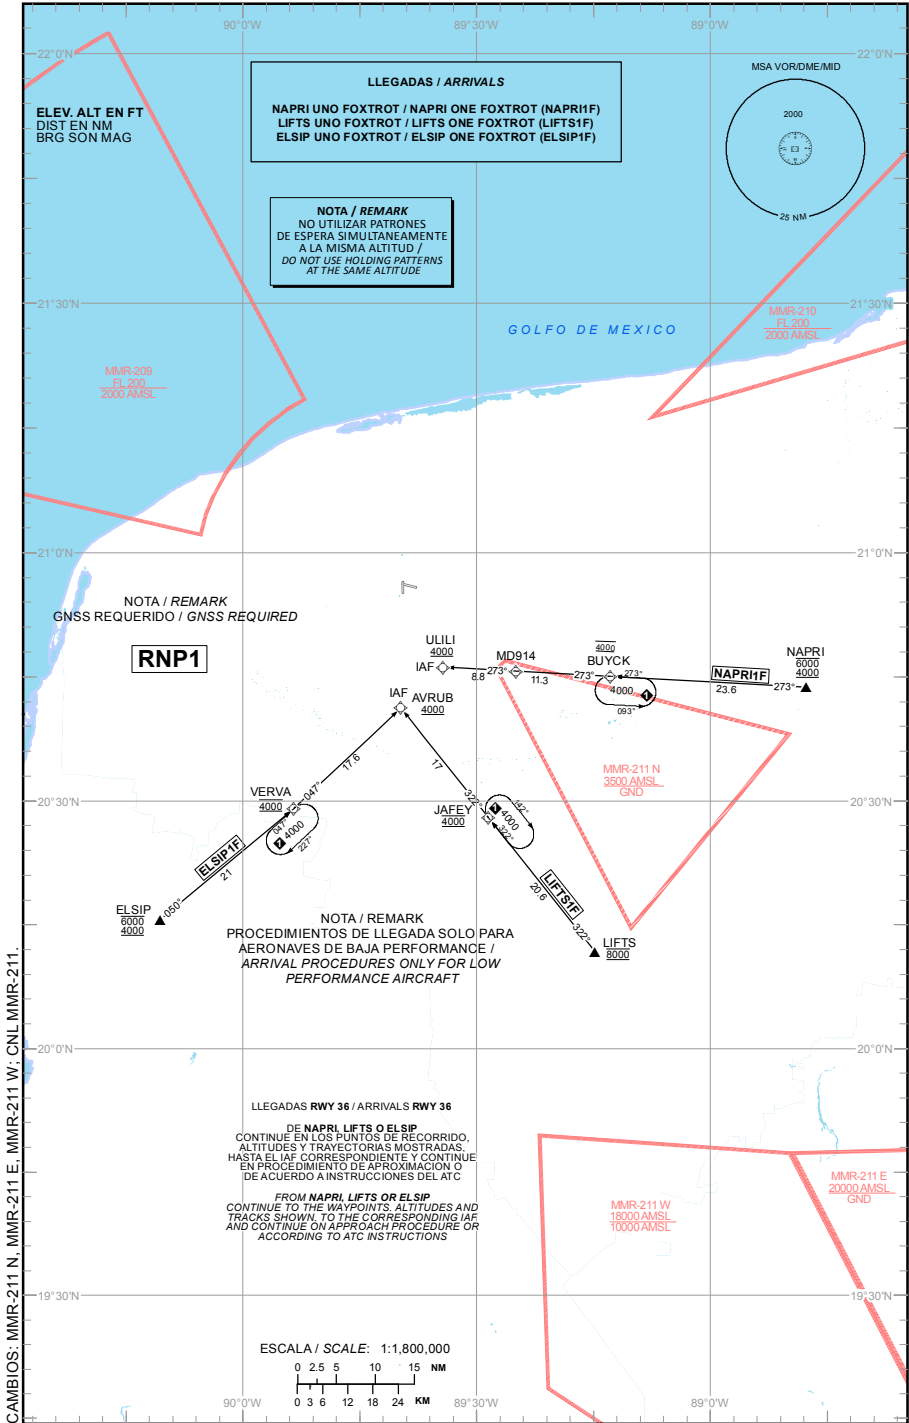 90°0'W
89°30'W
89°0'W
22°0'N
22°0'N
LLEGADAS / ARRIVALS
NAPRI UNO FOXTROT / NAPRI ONE FOXTROT (NAPRI1F)
LIFTS UNO FOXTROT / LIFTS ONE FOXTROT (LIFTS1F)
ELSIP UNO FOXTROT / ELSIP ONE FOXTROT (ELSIP1F)
MSA VOR/DME/MID
2000
25 NM
ELEV. ALT EN FT
DIST EN NM
BRG SON MAG
NOTA / REMARK
NO UTILIZAR PATRONES
DE ESPERA SIMULTANEAMENTE
A LA MISMA ALTITUD /
DO NOT USE HOLDING PATTERNS
AT THE SAME ALTITUDE
21°30'N
21°30'N
GOLFO DE MEXICO
MMR-210
FL 200
2000 AMSL
MMR-209
FL 200
2000 AMSL
21°0'N
21°0'N
NOTA / REMARK
GNSS REQUERIDO / GNSS REQUIRED
RNP1
ULILI
4000
IAF
8.8
273°
MD914
11.3
273°
4000
BUYCK
273°
4000
1
093°
NAPRI1F
23.6
273°
NAPRI
6000
4000
IAF
AVRUB
4000
17.6
047°
17
322°
VERVA
4000
047°
2
4000
227°
JAFEY
4000
1
4000
142°
322°
MMR-211 N
3500 AMSL
GND
20°30'N
20°30'N
ELSIP1F
21
050°
ELSIP
6000
4000
LIFTS1F
20.6
322°
LIFTS
8000
NOTA / REMARK
PROCEDIMIENTOS DE LLEGADA SOLO PARA
AERONAVES DE BAJA PERFORMANCE /
ARRIVAL PROCEDURES ONLY FOR LOW
PERFORMANCE AIRCRAFT
20°0'N
20°0'N
LLEGADAS RWY 36 / ARRIVALS RWY 36
DE NAPRI, LIFTS O ELSIP
CONTINUE EN LOS PUNTOS DE RECORRIDO,
ALTITUDES Y TRAYECTORIAS MOSTRADAS,
HASTA EL IAF CORRESPONDIENTE Y CONTINUE
EN PROCEDIMIENTO DE APROXIMACION O
DE ACUERDO A INSTRUCCIONES DEL ATC
FROM NAPRI, LIFTS OR ELSIP
CONTINUE TO THE WAYPOINTS, ALTITUDES AND
TRACKS SHOWN, TO THE CORRESPONDING IAF
AND CONTINUE ON APPROACH PROCEDURE OR
ACCORDING TO ATC INSTRUCTIONS
MMR-211 E
20000 AMSL
GND
MMR-211 W
18000 AMSL
10000 AMSL
19°30'N
19°30'N
ESCALA / SCALE: 1:1,800,000
0 2.5 5 10 15 NM
0 3 6 12 18 24 KM
90°0'W
89°30'W
89°0'W
CAMBIOS: MMR-211 N, MMR-211 E, MMR-211 W; CNL MMR-211.